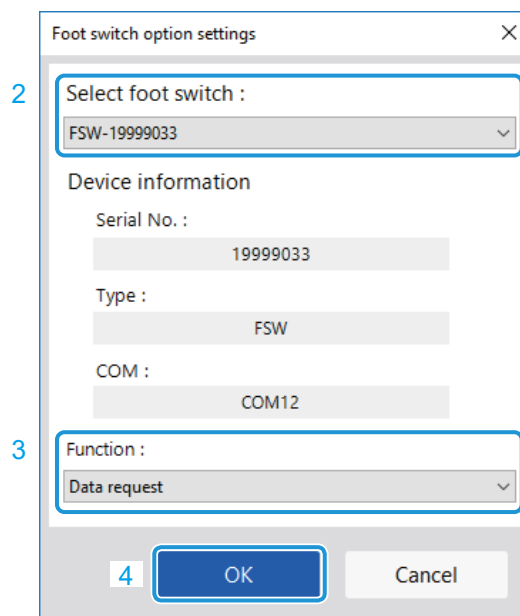 Foot switch option settings
2
Select foot switch :
FSW-19999033
Device information
Serial No. :
19999033
Type :
FSW
COM :
COM12
3
Function :
Data request
4
OK
Cancel